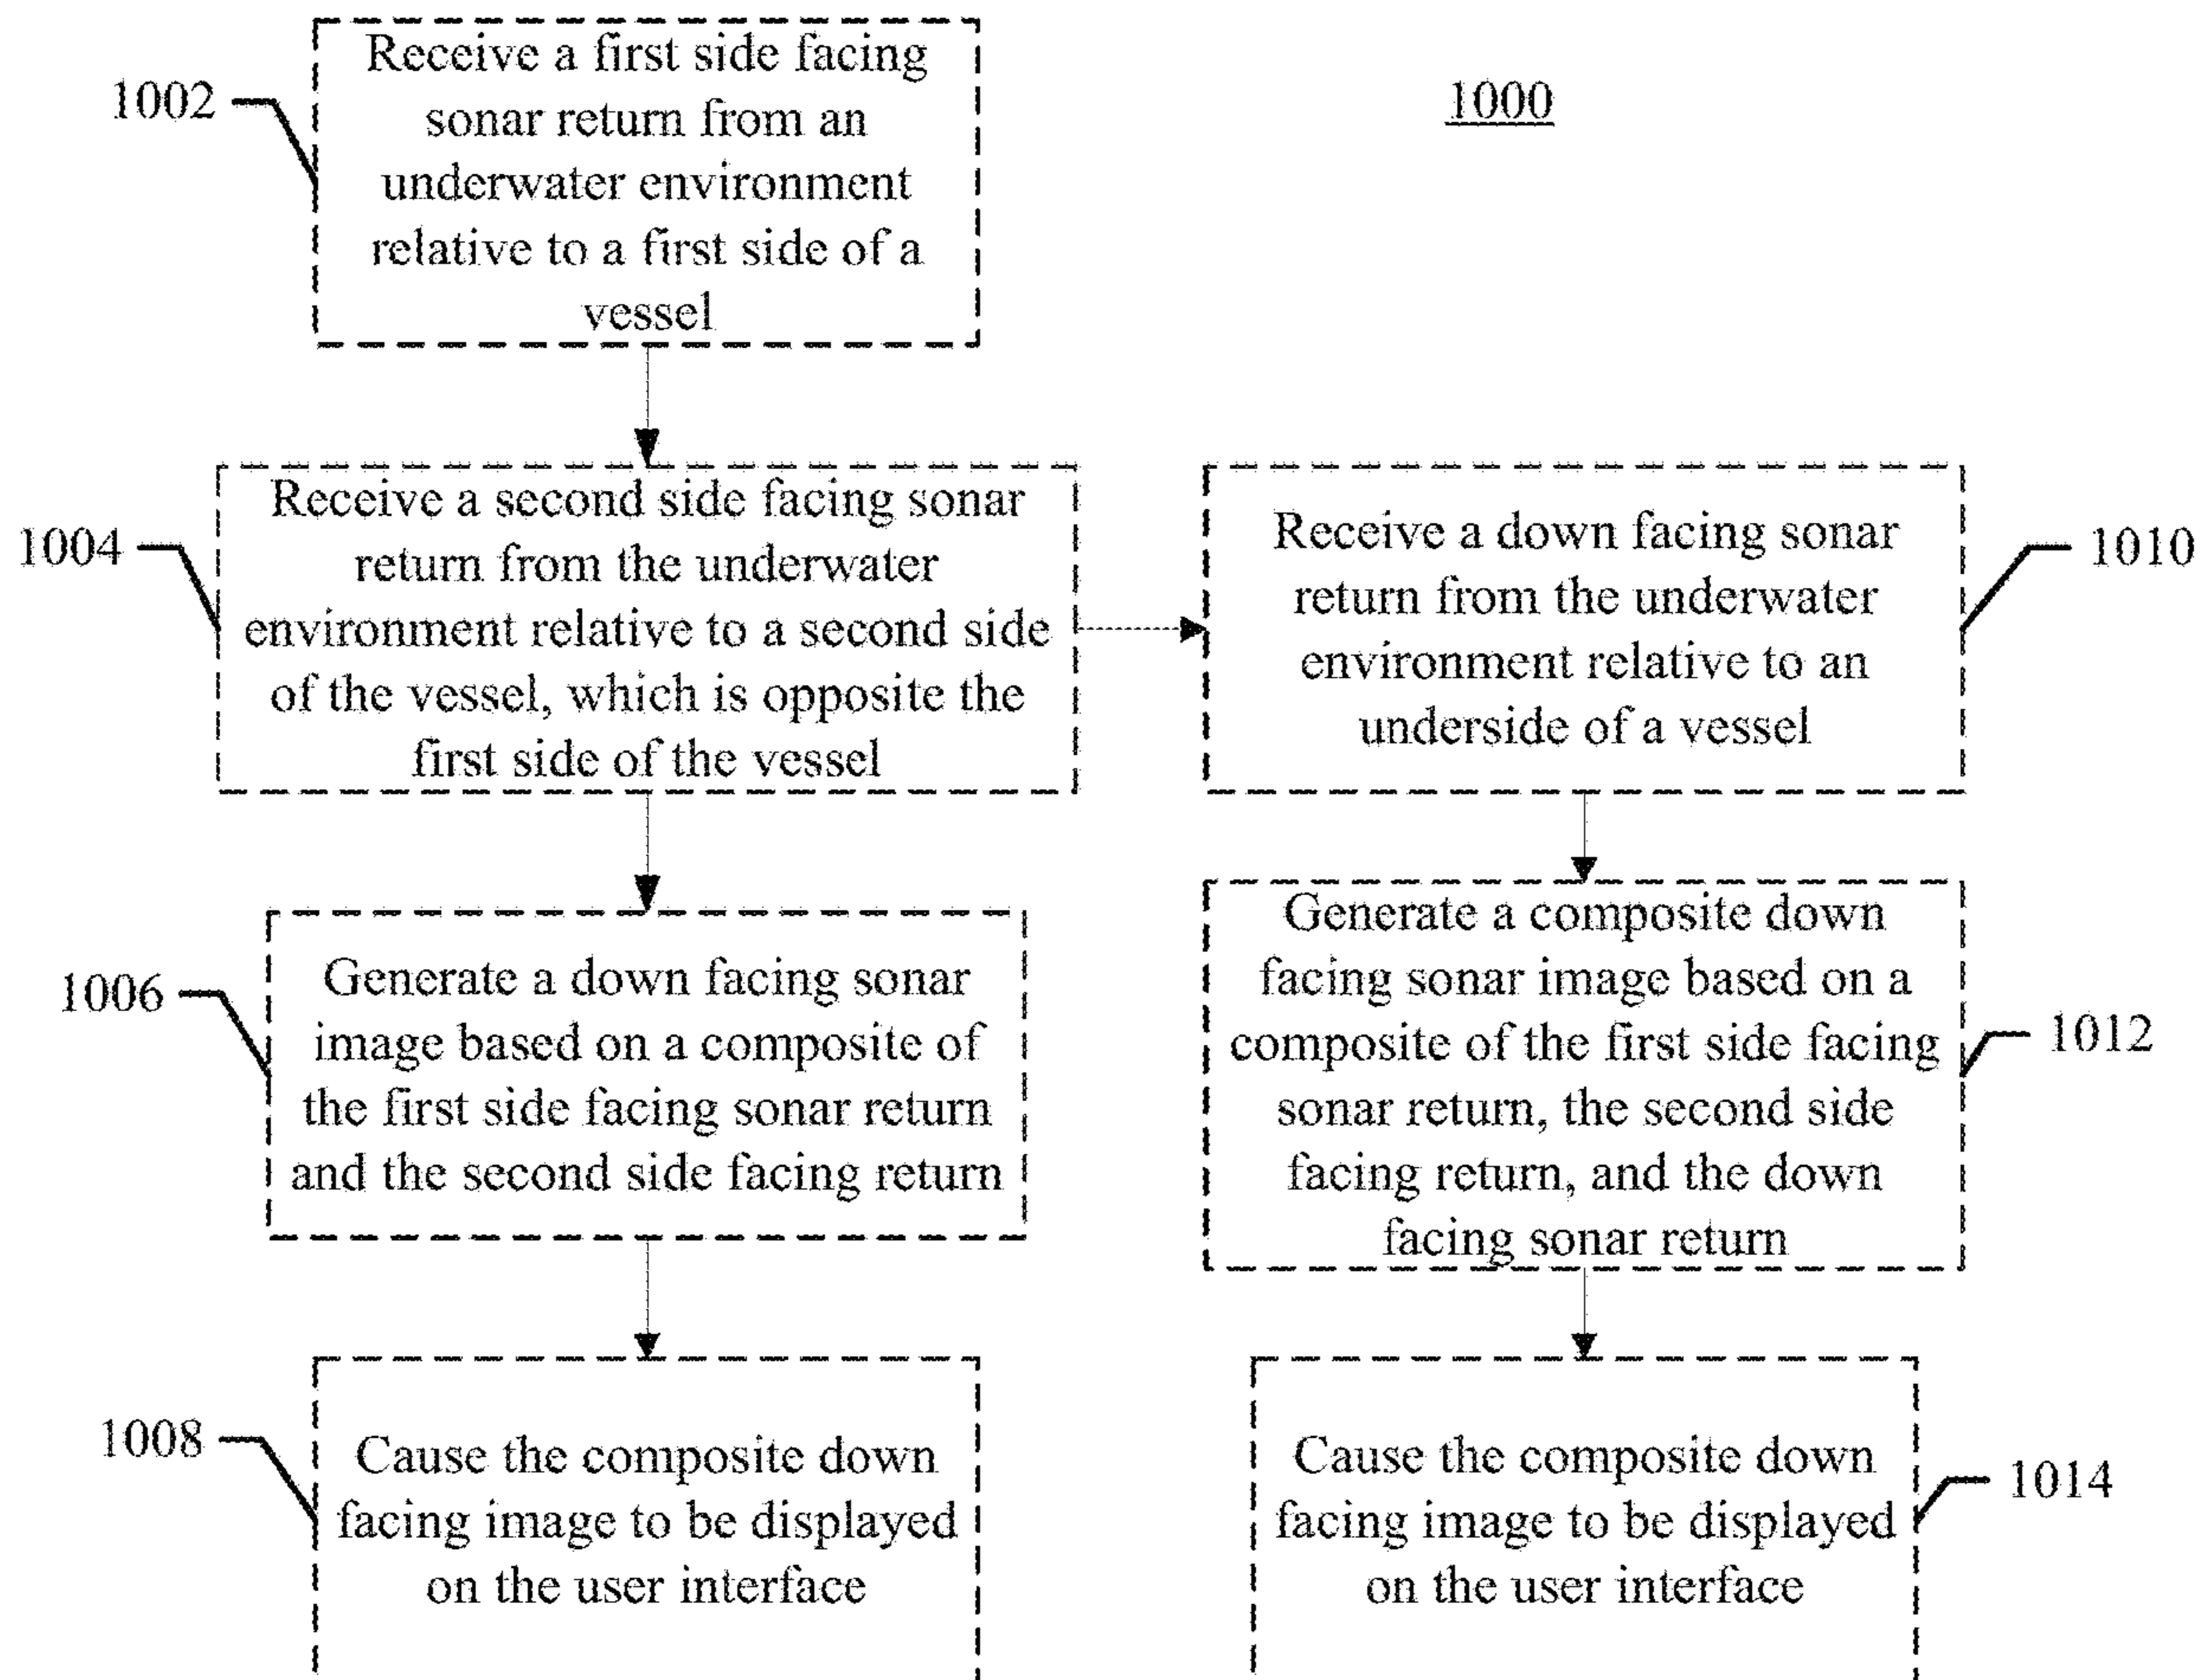 1000
1002
Receive a first side facing
sonar return from an
underwater environment
relative to a first side of a
vessel
1004
Receive a second side facing sonar
return from the underwater
environment relative to a second side
of the vessel, which is opposite the
first side of the vessel
1006
Generate a down facing sonar
image based on a composite of
the first side facing sonar return
and the second side facing return
1008
Cause the composite down
facing image to be displayed
on the user interface
1010
Receive a down facing sonar
return from the underwater
environment relative to an
underside of a vessel
1012
Generate a composite down
facing sonar image based on a
composite of the first side facing
sonar return, the second side
facing return, and the down
facing sonar return
1014
Cause the composite down
facing image to be displayed
on the user interface